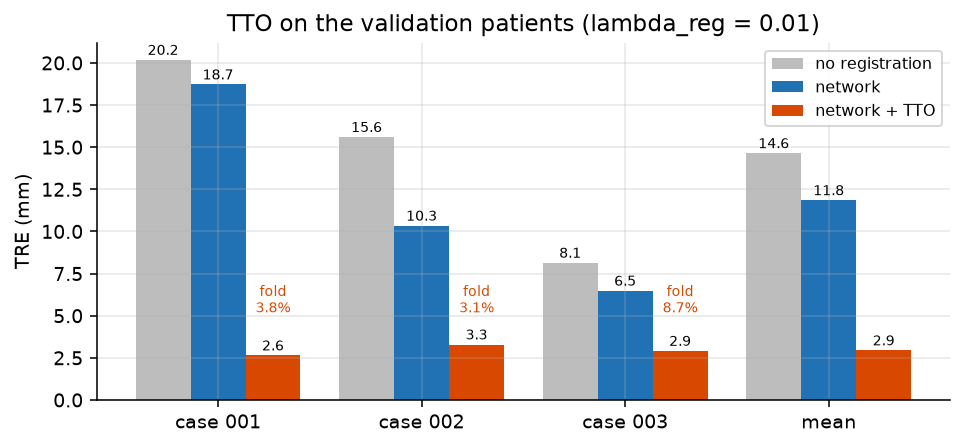 TTO on the validation patients (lambda_reg = 0.01)
TRE (mm)
20.0
17.5
15.0
12.5
10.0
7.5
5.0
2.5
0.0
no registration
network
network + TTO
20.2
18.7
fold
3.8%
2.6
15.6
10.3
fold
3.1%
3.3
8.1
6.5
fold
8.7%
2.9
14.6
11.8
2.9
case 001
case 002
case 003
mean